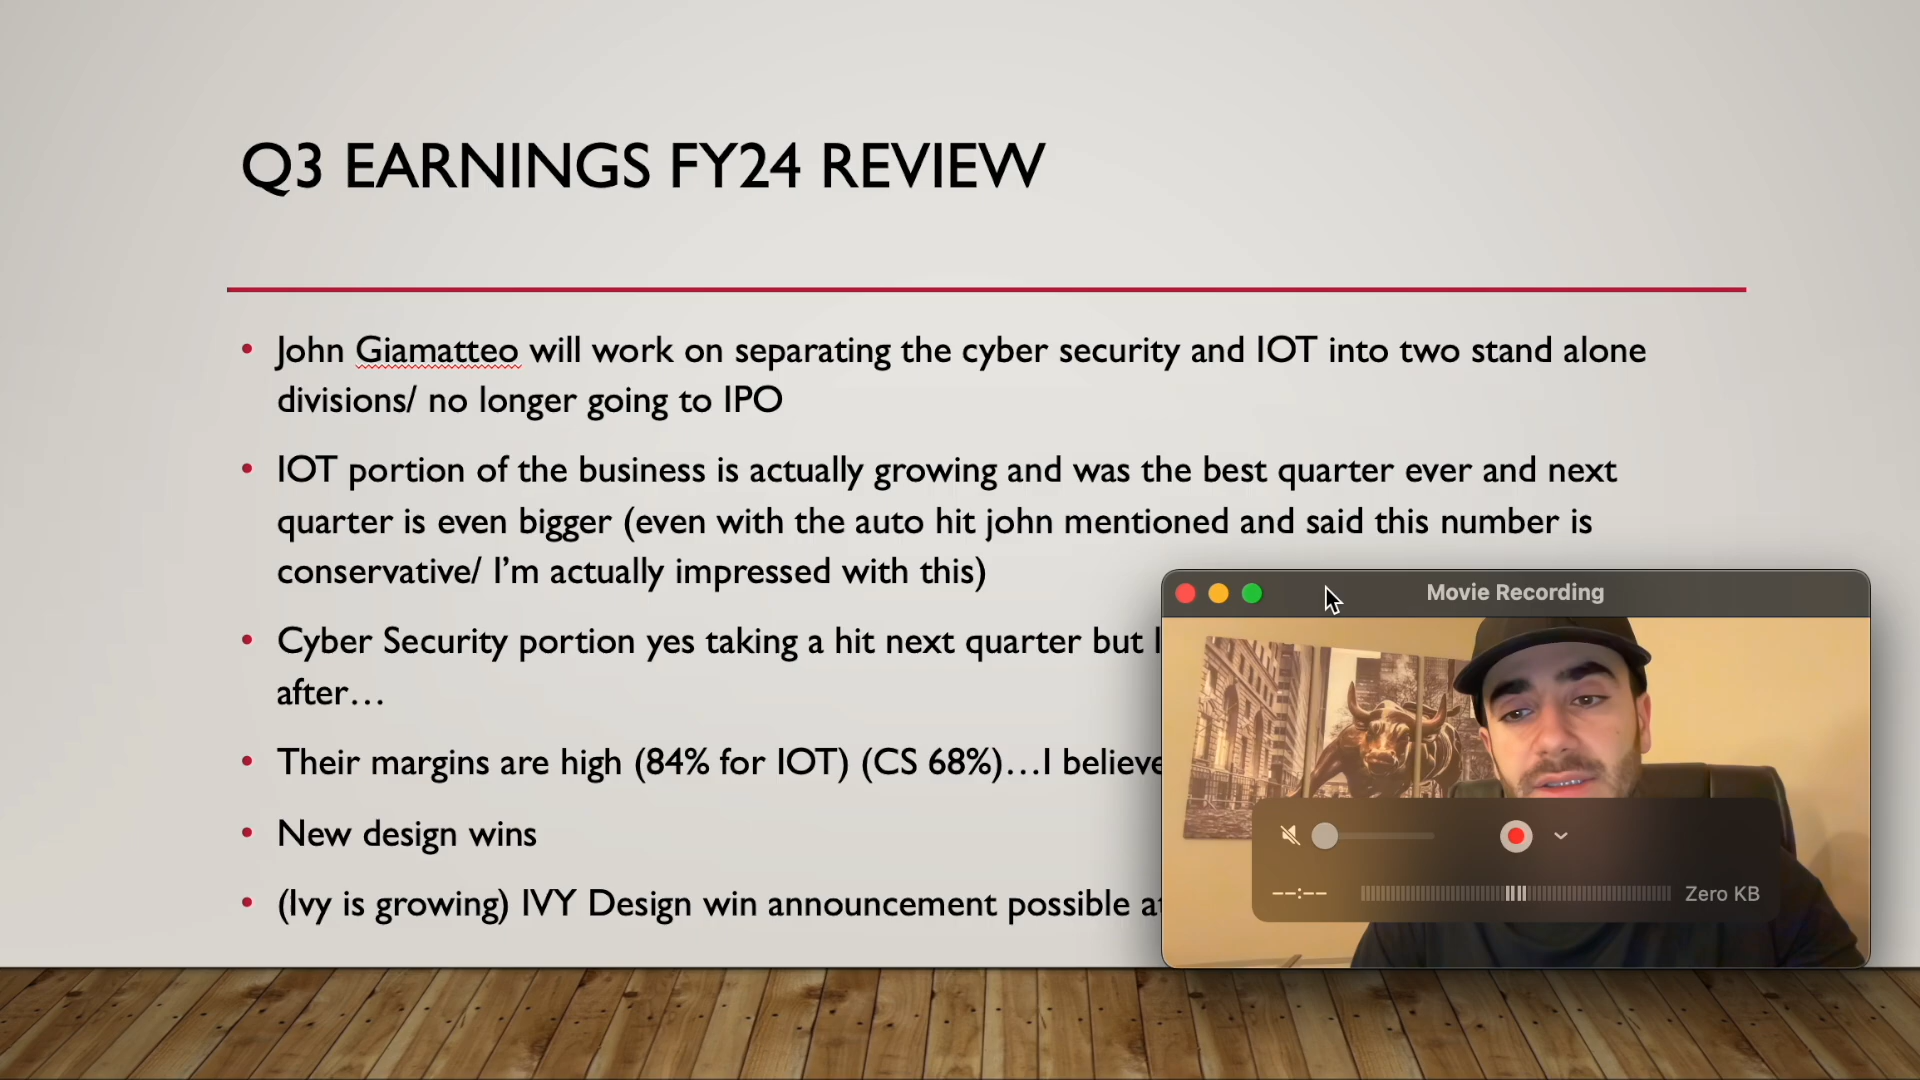 Q3 EARNINGS FY24 REVIEW
• John Giamatteo will work on separating the cyber security and IOT into two stand alone
divisions/ no longer going to IPO
• IOT portion of the business is actually growing and was the best quarter ever and next
quarter is even bigger (even with the auto hit john mentioned and said this number is
conservative/ I’m actually impressed with this)
• Cyber Security portion yes taking a hit next quarter but
after…
• Their margins are high (84% for IOT) (CS 68%)…I believe
• New design wins
• (Ivy is growing) IVY Design win announcement possible
Movie Recording
--:--
Zero KB